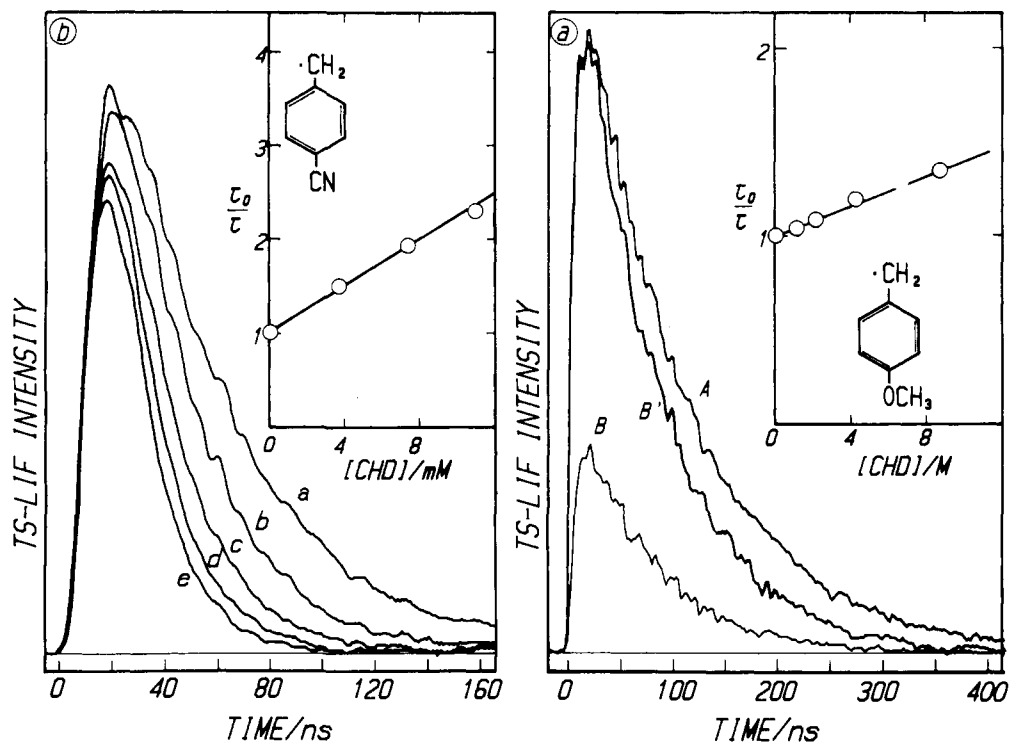 b
TS-LIF INTENSITY
4
3
2
1
τ₀/τ
·CH₂
CN
0 4 8
[CHD]/mM
a
b
c
d
e
0 40 80 120 160
TIME/ns
a
TS-LIF INTENSITY
2
1
τ₀/τ
·CH₂
OCH₃
0 4 8
[CHD]/M
A
B'
B
0 100 200 300 400
TIME/ns